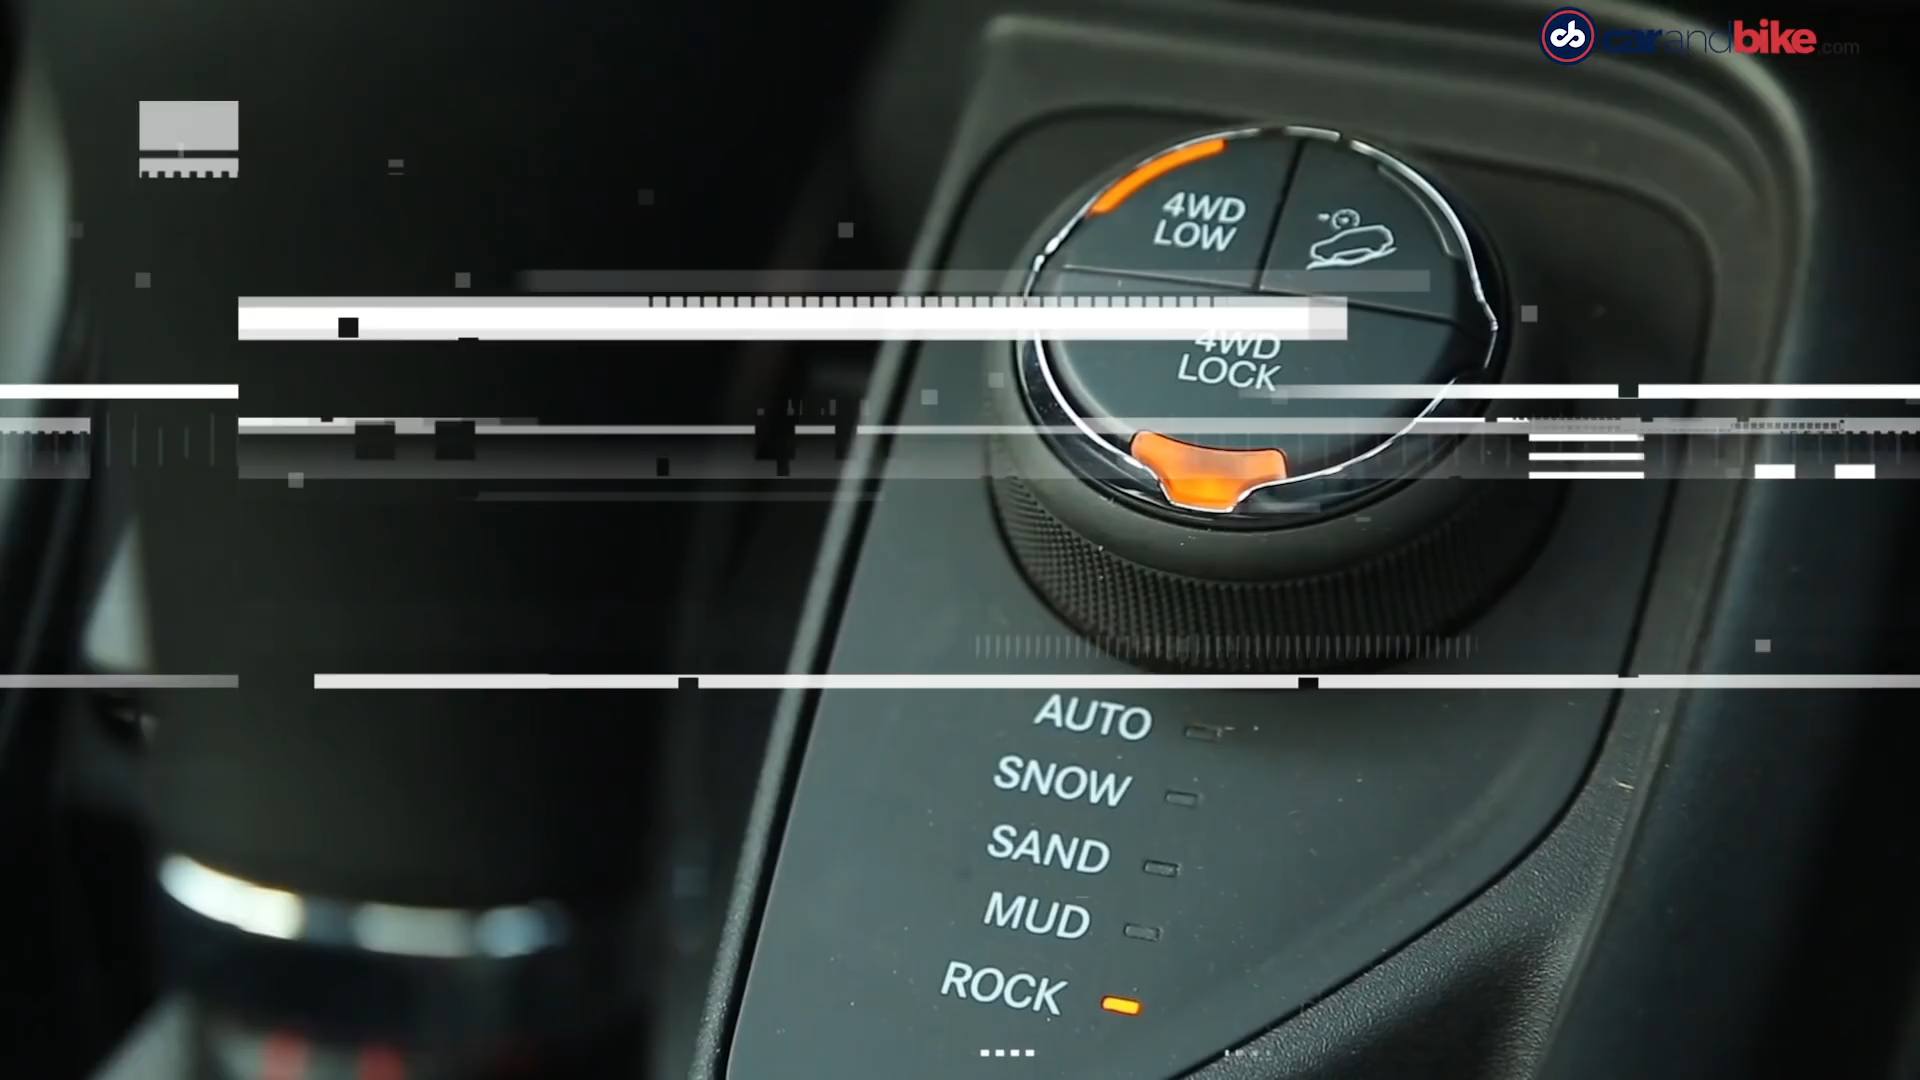 carandbike.com
4WD
LOW
4WD
LOCK
AUTO
SNOW
SAND
MUD
ROCK